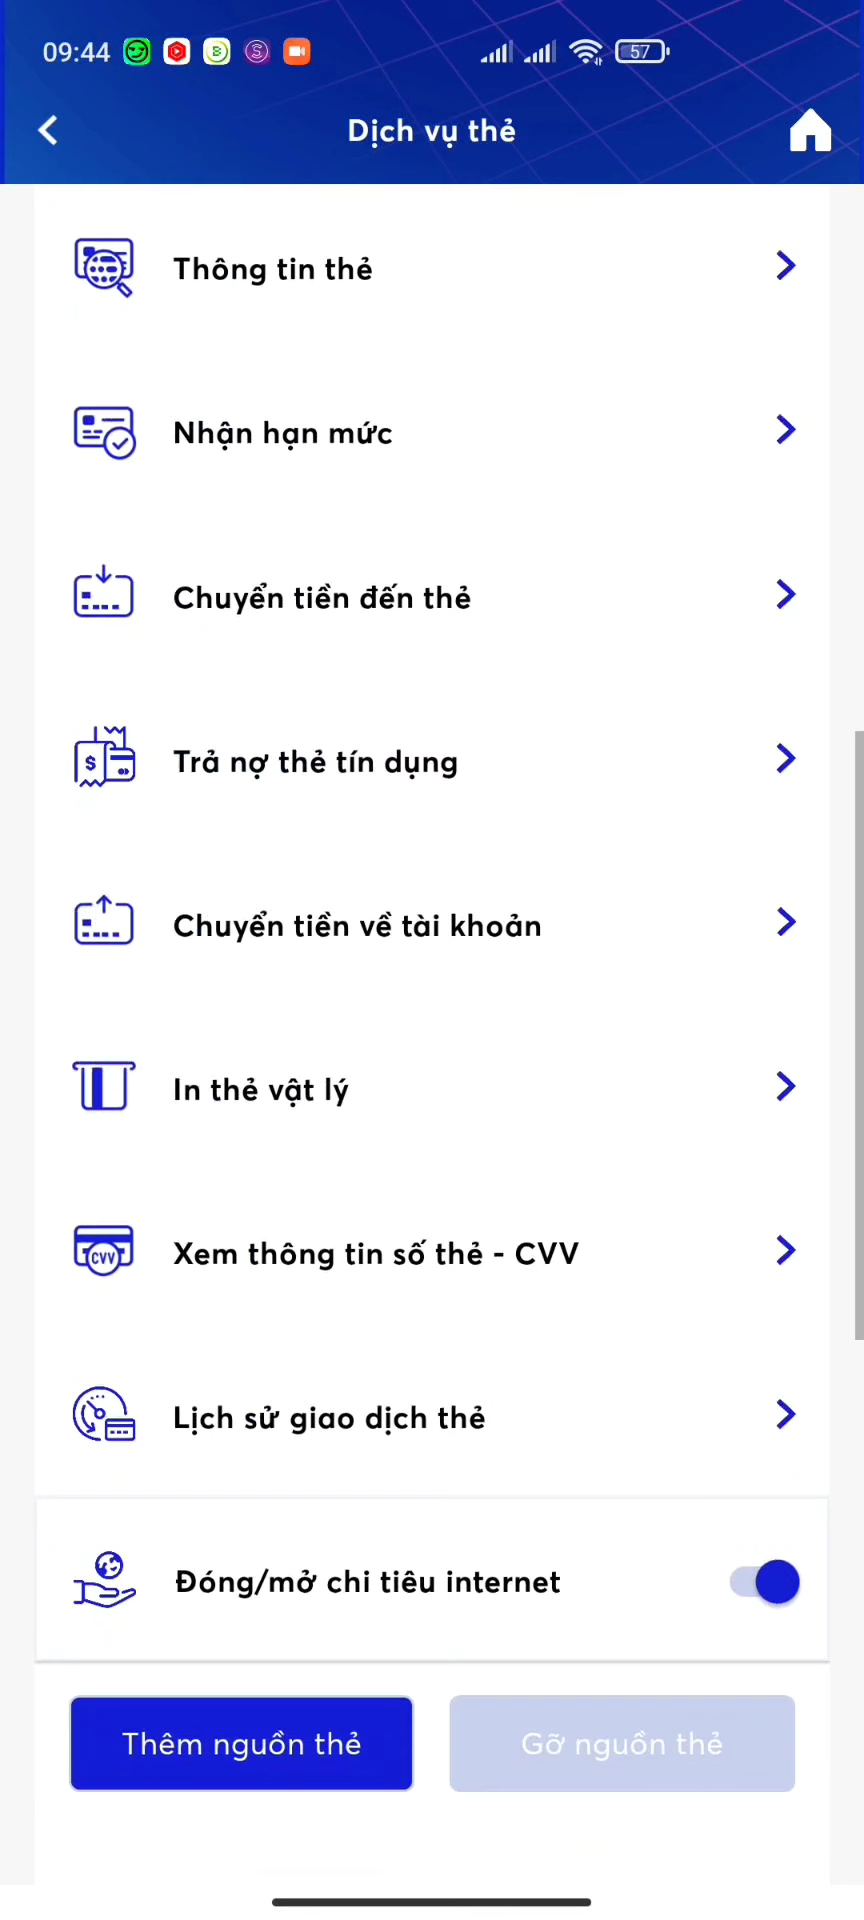 09:44
57
Dịch vụ thẻ
Thông tin thẻ
Nhận hạn mức
Chuyển tiền đến thẻ
$
Trả nợ thẻ tín dụng
Chuyển tiền về tài khoản
In thẻ vật lý
CVV
Xem thông tin số thẻ - CVV
Lịch sử giao dịch thẻ
Đóng/mở chi tiêu internet
Thêm nguồn thẻ
Gỡ nguồn thẻ